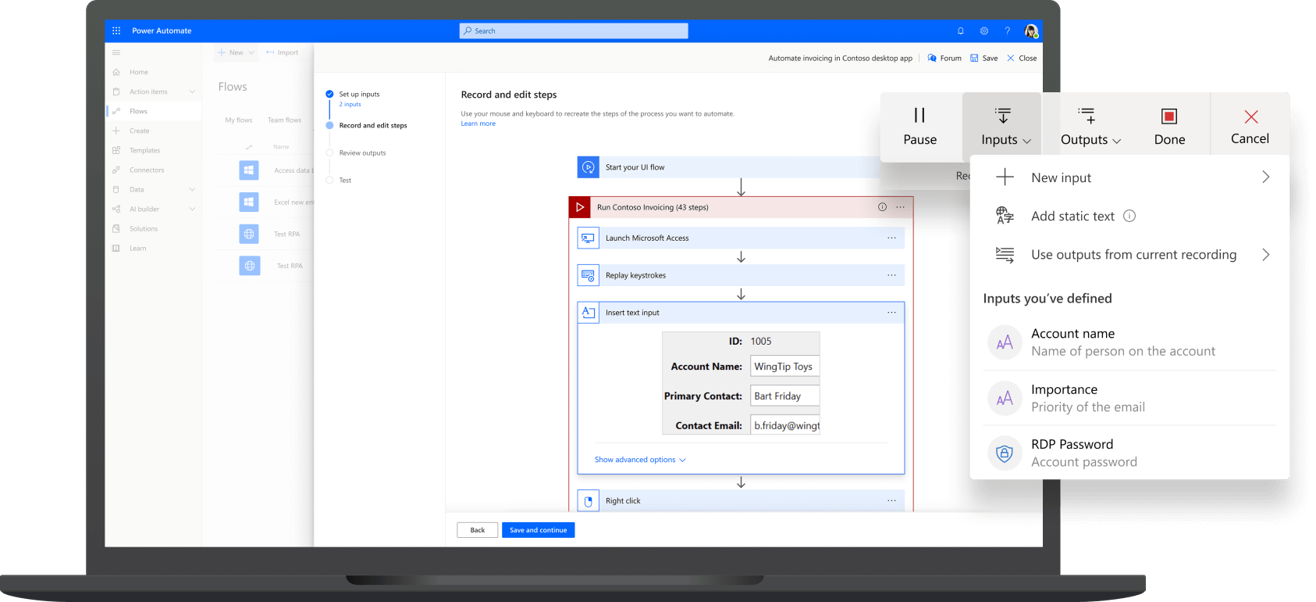 Power Automate
Search
New
Import
Automate invoicing in Contoso desktop app
Forum
Save
Close
Home
Action items
Flows
Create
Templates
Connectors
Data
AI builder
Solutions
Learn
Flows
My flows
Team flows
Name
Access data
Excel new
Test RPA
Test RPA
Set up inputs
2 inputs
Record and edit steps
Review outputs
Test
Record and edit steps
Use your mouse and keyboard to recreate the steps of the process you want to automate.
Learn more
Start your UI flow
Run Contoso Invoicing (43 steps)
Launch Microsoft Access
Replay keystrokes
Insert text input
ID: 1005
Account Name: WingTip Toys
Primary Contact: Bart Friday
Contact Email: b.friday@wingt
Show advanced options
Right click
Back
Save and continue
Pause
Inputs
Outputs
Done
Cancel
Rec
New input
Add static text
Use outputs from current recording
Inputs you've defined
Account name
Name of person on the account
Importance
Priority of the email
RDP Password
Account password